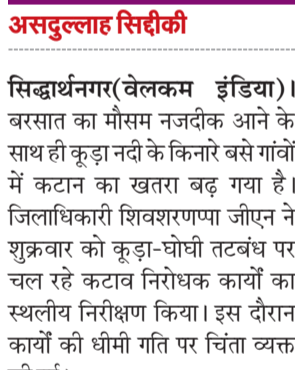 असदुल्लाह सिद्दीकी
सिद्धार्थनगर(वेलकम इंडिया)।
बरसात का मौसम नजदीक आने के
साथ ही कूड़ा नदी के किनारे बसे गांवों
में कटान का खतरा बढ़ गया है।
जिलाधिकारी शिवशरणप्पा जीएन ने
शुक्रवार को कूड़ा-घोघी तटबंध पर
चल रहे कटाव निरोधक कार्यों का
स्थलीय निरीक्षण किया। इस दौरान
कार्यों की धीमी गति पर चिंता व्यक्त